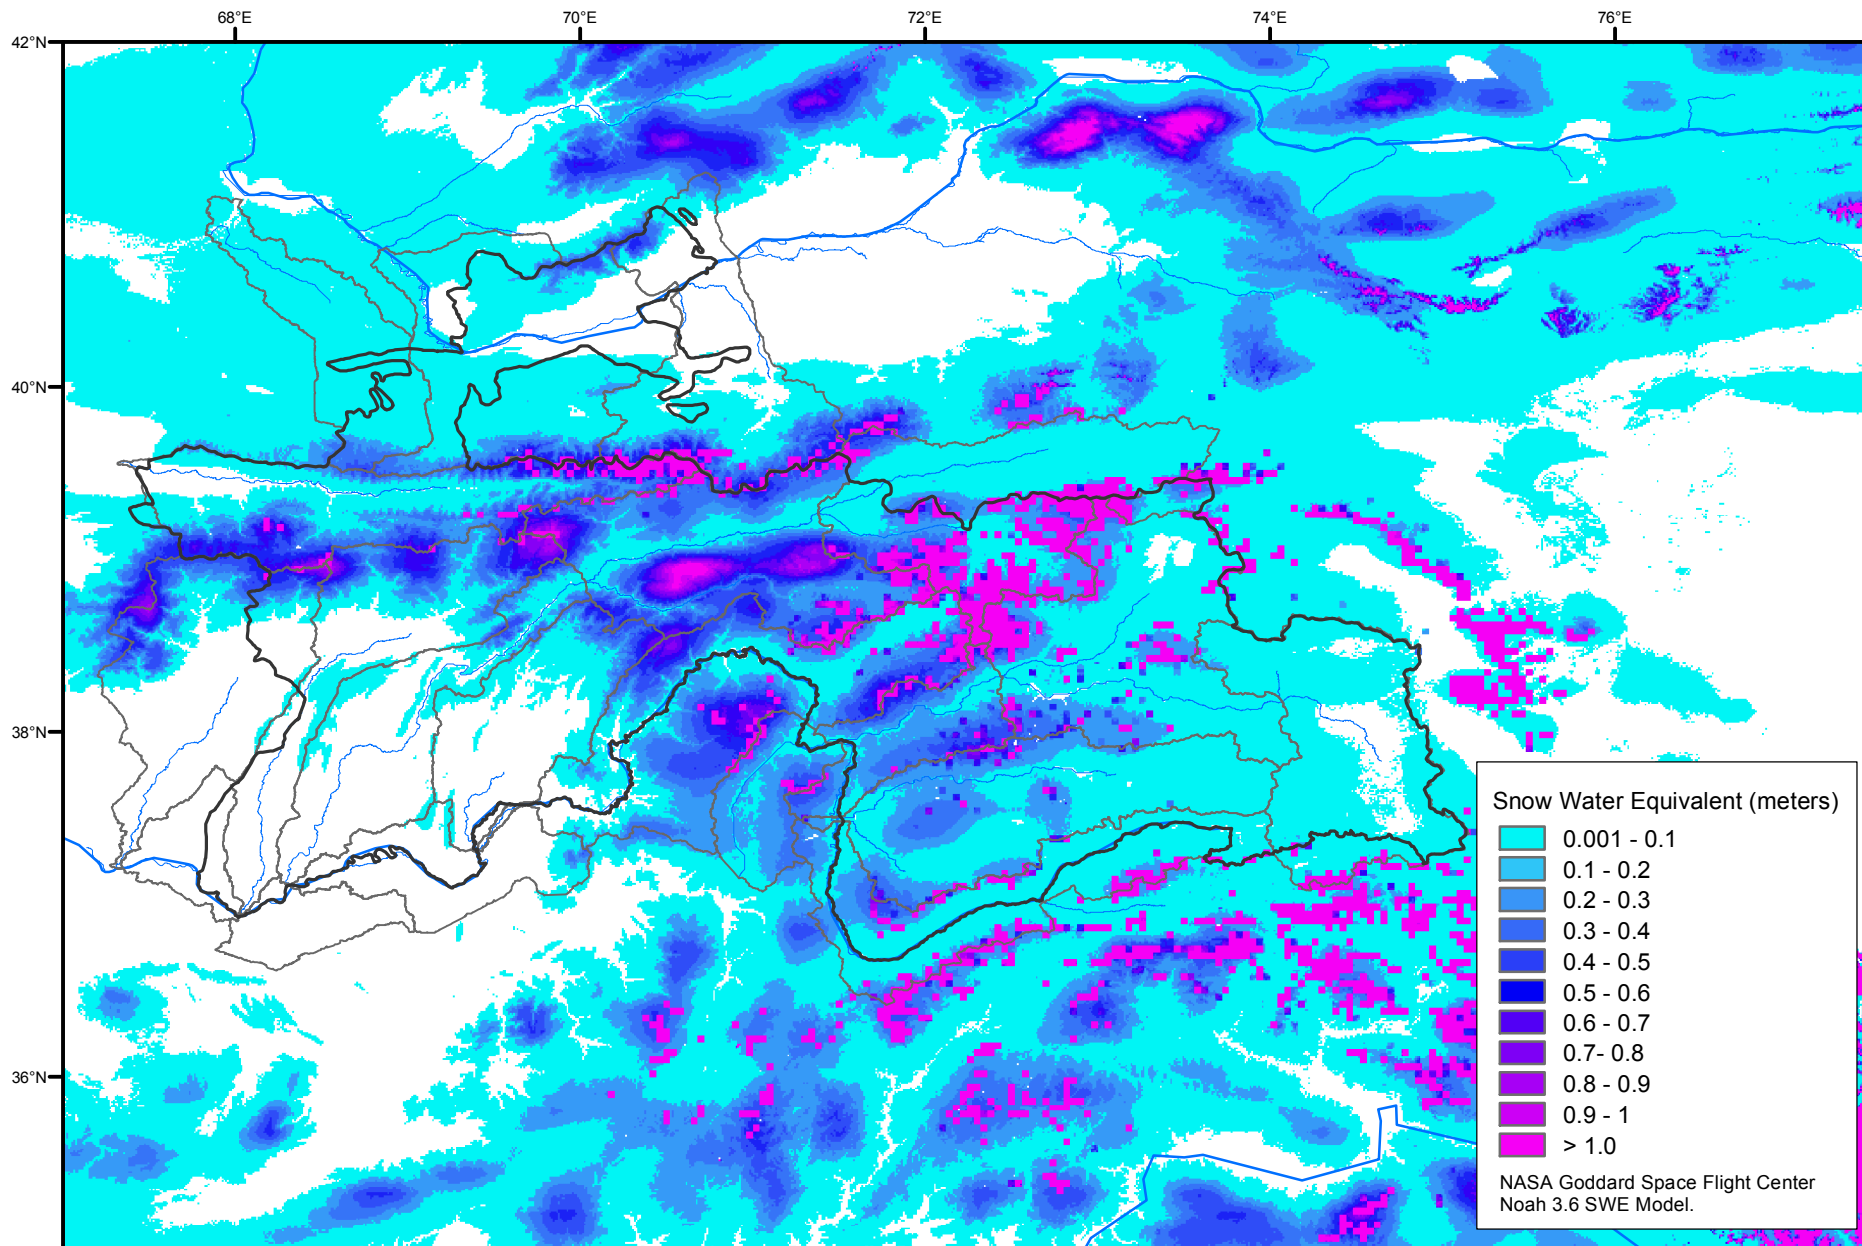 68°E
70°E
72°E
74°E
76°E
42°N
40°N
38°N
36°N
Snow Water Equivalent (meters)
0.001 - 0.1
0.1 - 0.2
0.2 - 0.3
0.3 - 0.4
0.4 - 0.5
0.5 - 0.6
0.6 - 0.7
0.7- 0.8
0.8 - 0.9
0.9 - 1
> 1.0
NASA Goddard Space Flight Center
Noah 3.6 SWE Model.